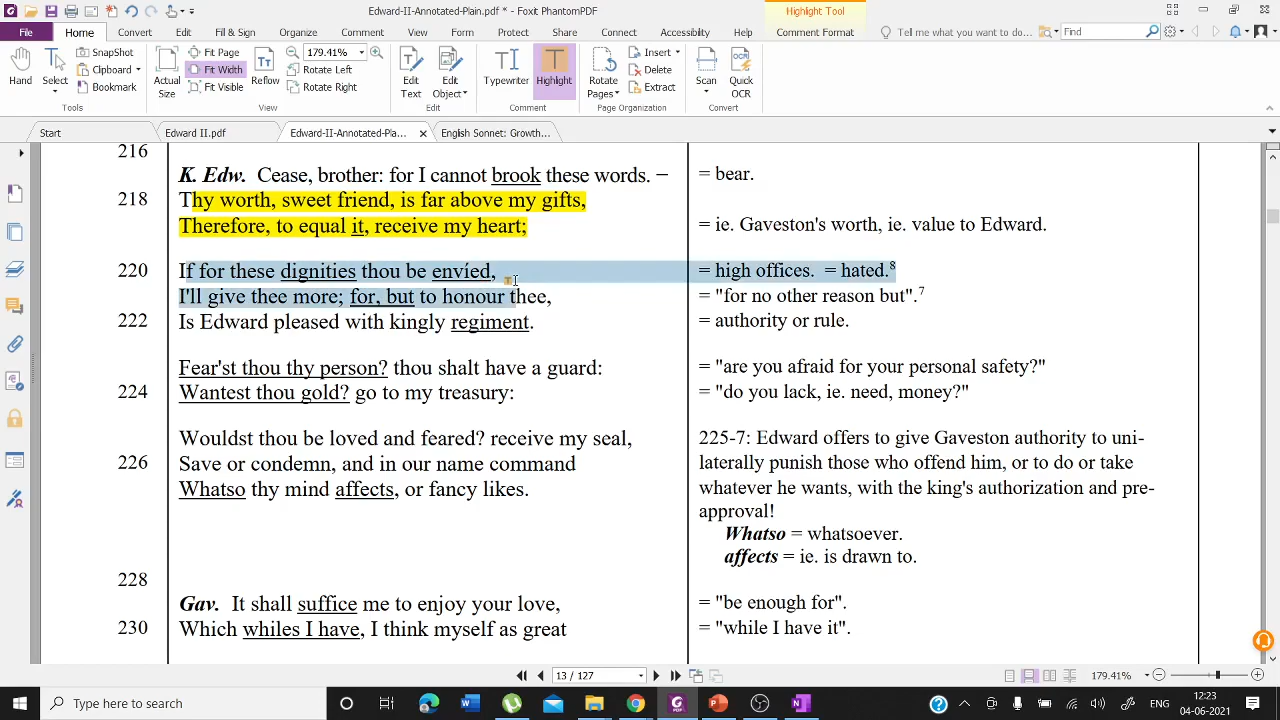 Edward-II-Annotated-Plain.pdf * - Foxit PhantomPDF
Highlight Tool
File Home Convert Edit Fill & Sign Organize Comment View Form Protect Share Connect Accessibility Help Comment Format Tell me what you want to do... Find
Hand
Select
SnapShot
Clipboard
Bookmark
Tools
Actual Size
Fit Page
Fit Width
Fit Visible
Reflow
179.41%
Rotate Left
Rotate Right
View
Edit Text
Edit Object
Edit
Typewriter
Highlight
Comment
Rotate Pages
Insert
Delete
Extract
Page Organization
Scan
Quick OCR
Convert
Start Edward II.pdf Edward-II-Annotated-Pla... English Sonnet: Growth...
216
K. Edw. Cease, brother: for I cannot brook these words. − = bear.
218 Thy worth, sweet friend, is far above my gifts,
Therefore, to equal it, receive my heart; = ie. Gaveston's worth, ie. value to Edward.
220 If for these dignities thou be envíed, = high offices. = hated.⁸
I'll give thee more; for, but to honour thee, = "for no other reason but".⁷
222 Is Edward pleased with kingly regiment. = authority or rule.
Fear'st thou thy person? thou shalt have a guard: = "are you afraid for your personal safety?"
224 Wantest thou gold? go to my treasury: = "do you lack, ie. need, money?"
Wouldst thou be loved and feared? receive my seal, 225-7: Edward offers to give Gaveston authority to uni-
226 Save or condemn, and in our name command laterally punish those who offend him, or to do or take
Whatso thy mind affects, or fancy likes. whatever he wants, with the king's authorization and pre-
approval!
Whatso = whatsoever.
affects = ie. is drawn to.
228
Gav. It shall suffice me to enjoy your love, = "be enough for".
230 Which whiles I have, I think myself as great = "while I have it".
13 / 127 179.41%
Type here to search
ENG
12:23
04-06-2021